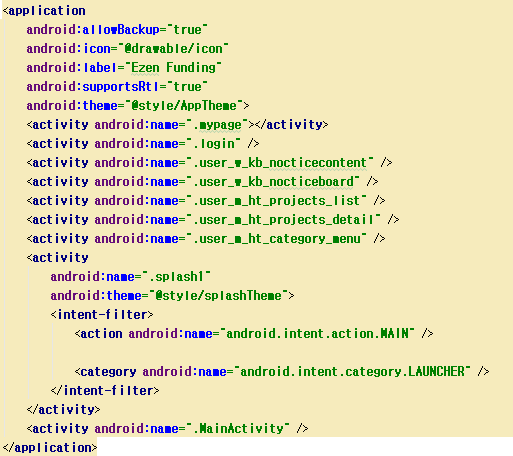 <application
android:allowBackup="true"
android:icon="@drawable/icon"
android:label="Ezen Funding"
android:supportsRtl="true"
android:theme="@style/AppTheme">
<activity android:name=".mypage"></activity>
<activity android:name=".login" />
<activity android:name=".user_w_kb_nocticecontent" />
<activity android:name=".user_w_kb_nocticeboard" />
<activity android:name=".user_m_ht_projects_list" />
<activity android:name=".user_m_ht_projects_detail" />
<activity android:name=".user_m_ht_category_menu" />
<activity
android:name=".splash1"
android:theme="@style/splashTheme">
<intent-filter>
<action android:name="android.intent.action.MAIN" />
<category android:name="android.intent.category.LAUNCHER" />
</intent-filter>
</activity>
<activity android:name=".MainActivity" />
</application>